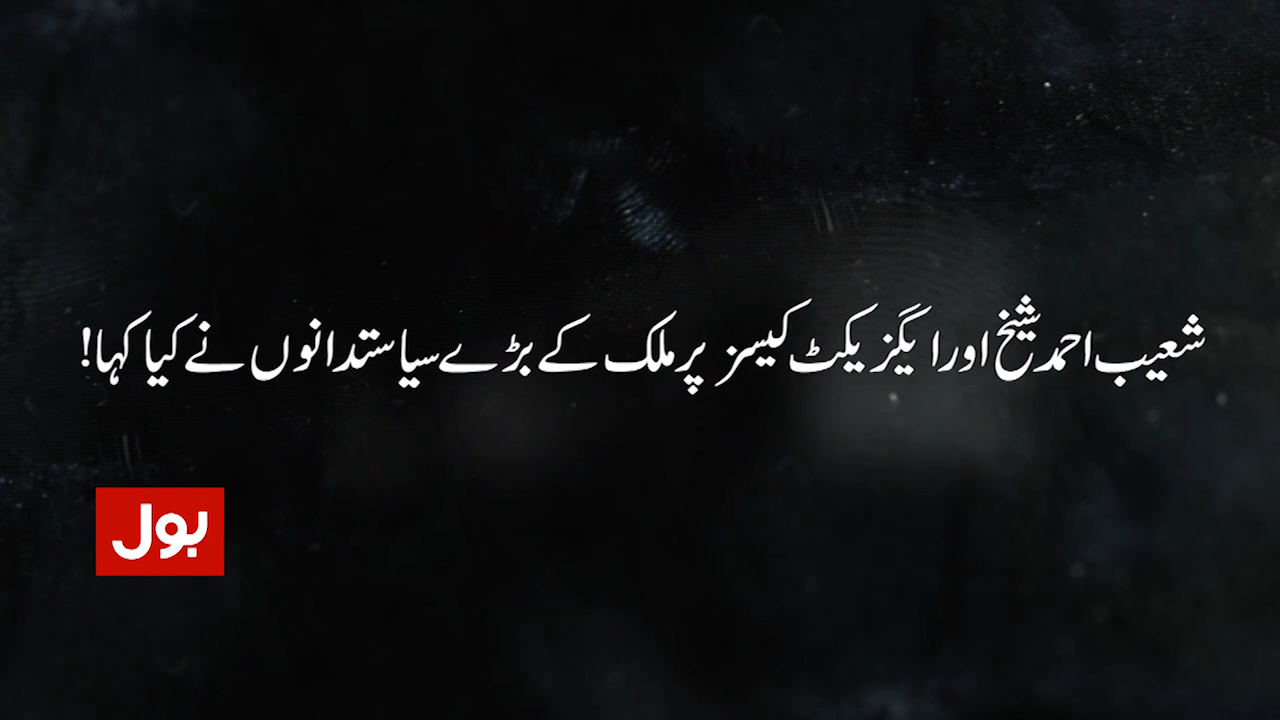 شعیب احمد شیخ اور ایگزیکٹ کیسز پر ملک کے بڑے سیاستدانوں نے کیا کہا!
بول